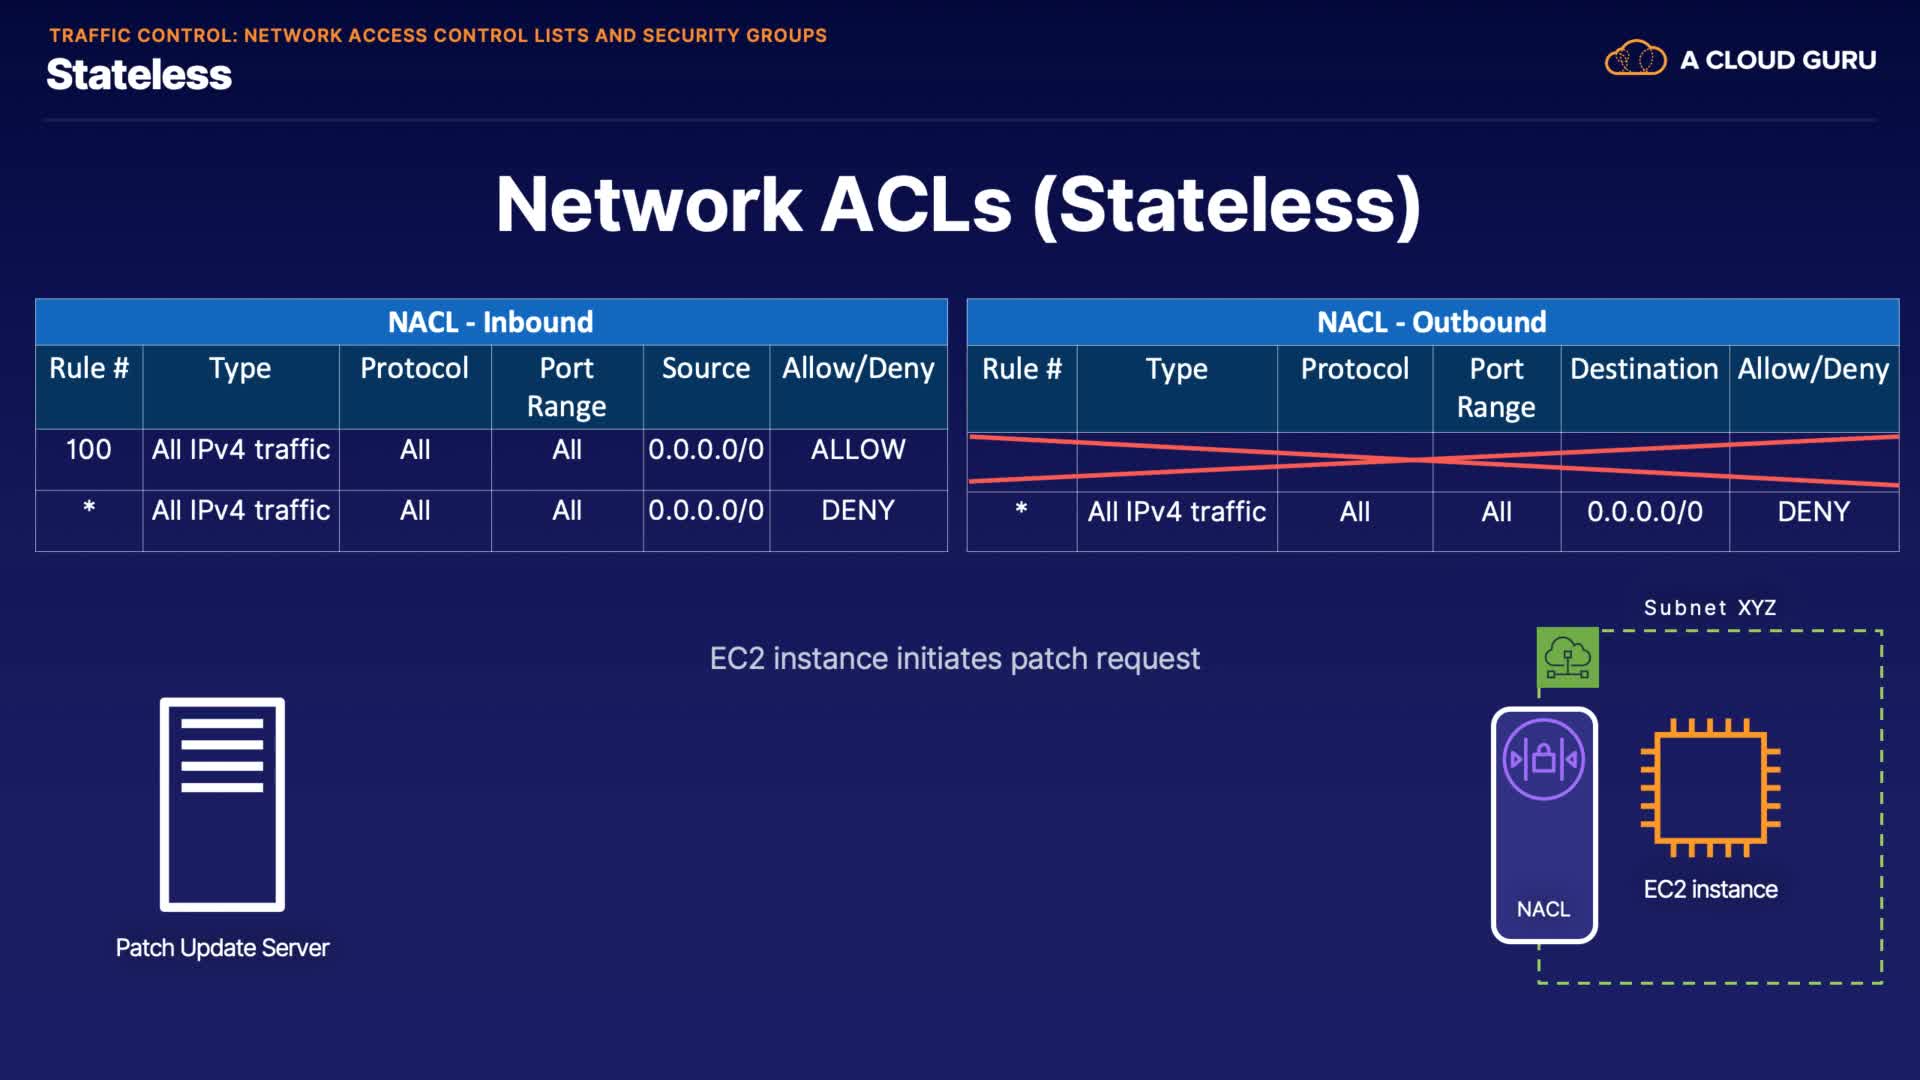 TRAFFIC CONTROL: NETWORK ACCESS CONTROL LISTS AND SECURITY GROUPS
Stateless
A CLOUD GURU
Network ACLs (Stateless)
NACL - Inbound
Rule # Type Protocol Port Range Source Allow/Deny
100 All IPv4 traffic All All 0.0.0.0/0 ALLOW
* All IPv4 traffic All All 0.0.0.0/0 DENY
NACL - Outbound
Rule # Type Protocol Port Range Destination Allow/Deny
* All IPv4 traffic All All 0.0.0.0/0 DENY
Subnet XYZ
EC2 instance initiates patch request
EC2 instance
NACL
Patch Update Server